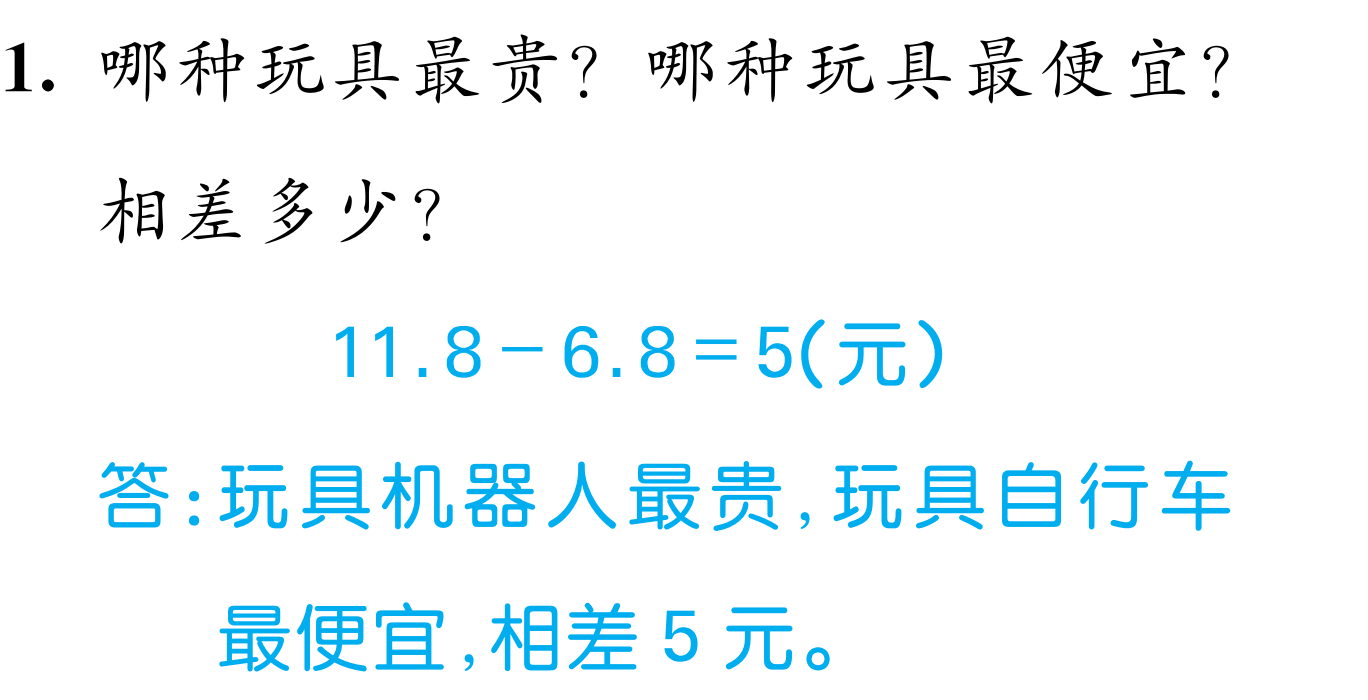 1. 哪种玩具最贵？哪种玩具最便宜？
相差多少？
11.8－6.8＝5(元)
答：玩具机器人最贵，玩具自行车
最便宜，相差 5 元。